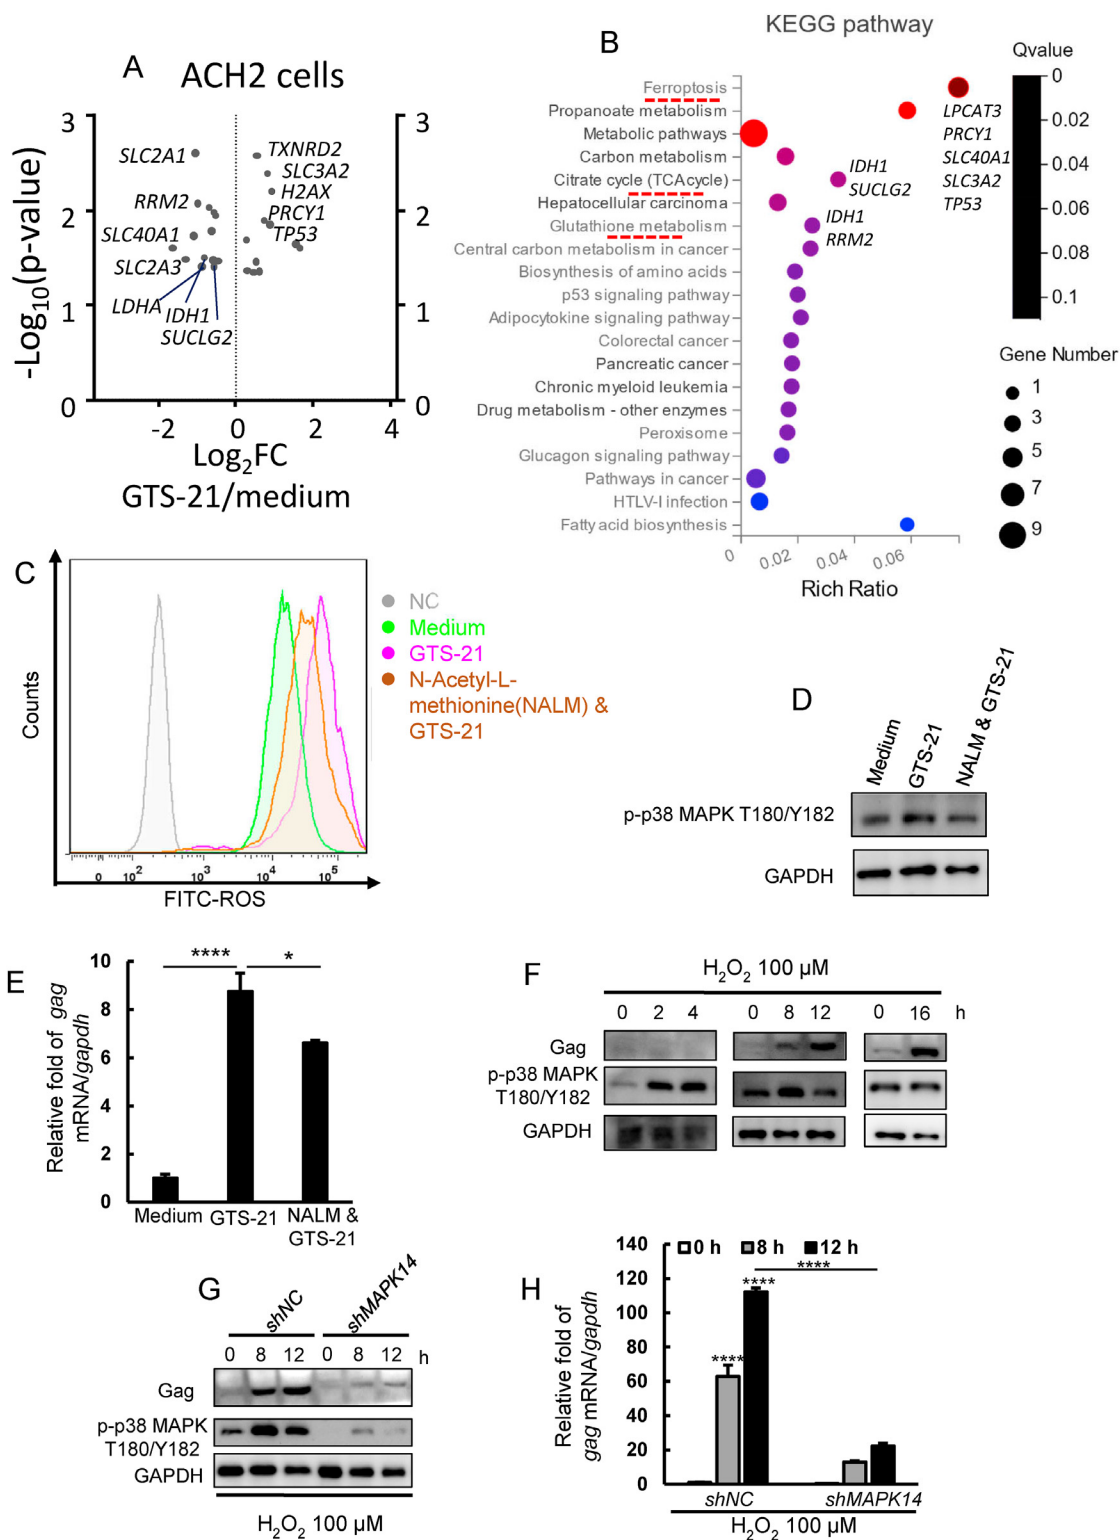 A
ACH2 cells
-Log10(p-value)
3
2
1
0
3
2
1
0
SLC2A1
RRM2
SLC40A1
SLC2A3
LDHA
IDH1
SUCLG2
TXNRD2
SLC3A2
H2AX
PRCY1
TP53
-2
0
2
4
Log2FC
GTS-21/medium
B
KEGG pathway
Ferroptosis
Propanoate metabolism
Metabolic pathways
Carbon metabolism
Citrate cycle (TCAcycle)
Hepatocellular carcinoma
Glutathione metabolism
Central carbon metabolism in cancer
Biosynthesis of amino acids
p53 signaling pathway
Adipocytokine signaling pathway
Colorectal cancer
Pancreatic cancer
Chronic myeloid leukemia
Drug metabolism - other enzymes
Peroxisome
Glucagon signaling pathway
Pathways in cancer
HTLV-I infection
Fatty acid biosynthesis
LPCAT3
PRCY1
SLC40A1
SLC3A2
TP53
IDH1
SUCLG2
IDH1
RRM2
0
0.02
0.04
0.06
Rich Ratio
Qvalue
0
0.02
0.04
0.06
0.08
0.1
Gene Number
1
3
5
7
9
C
Counts
0
10^2
10^3
10^4
10^5
FITC-ROS
NC
Medium
GTS-21
N-Acetyl-L-
methionine(NALM) &
GTS-21
D
Medium
GTS-21
NALM & GTS-21
p-p38 MAPK T180/Y182
GAPDH
E
Relative fold of gag
mRNA/gapdh
10
8
6
4
2
0
****
*
Medium
GTS-21
NALM &
GTS-21
F
H2O2 100 µM
0 2 4 0 8 12 0 16 h
Gag
p-p38 MAPK
T180/Y182
GAPDH
G
shNC
shMAPK14
0 8 12 0 8 12 h
Gag
p-p38 MAPK
T180/Y182
GAPDH
H2O2 100 µM
H
Relative fold of
gag mRNA/gapdh
140
120
100
80
60
40
20
0
0 h 8 h 12 h
****
****
****
shNC
shMAPK14
H2O2 100 µM